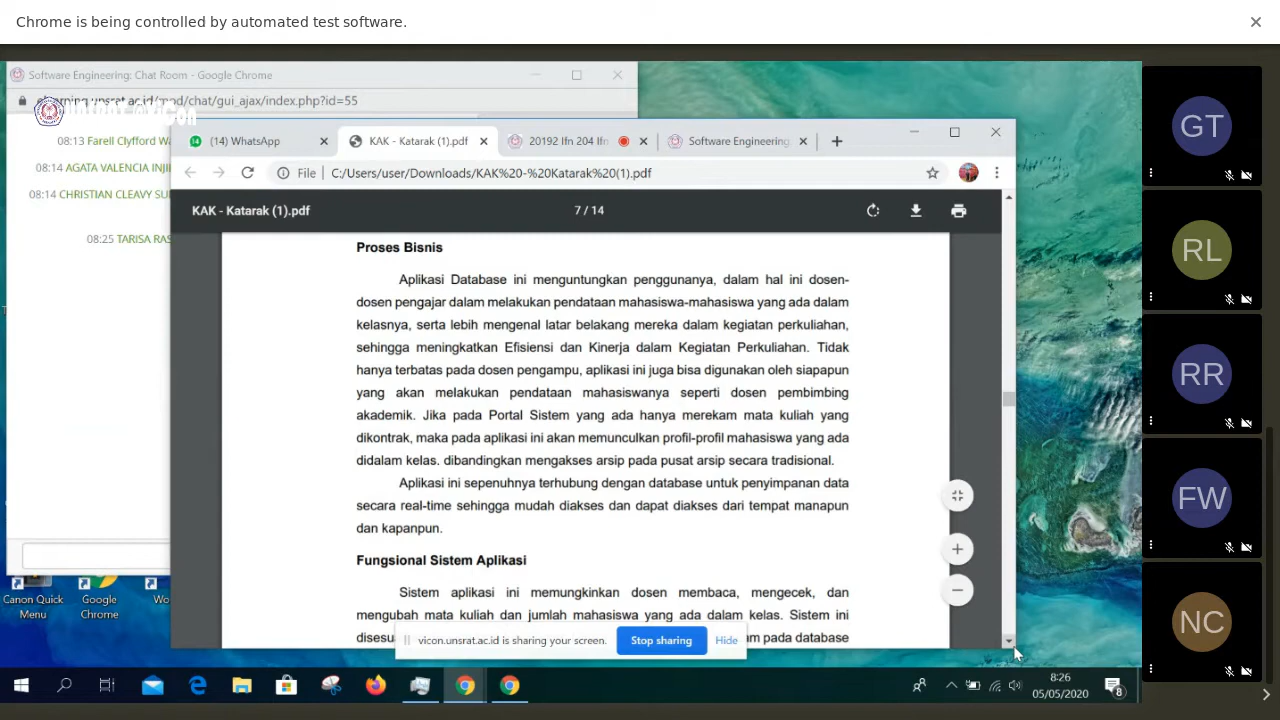 Chrome is being controlled by automated test software.
Software Engineering: Chat Room - Google Chrome
/mod/chat/gui_ajax/index.php?id=55
08:13 Farell Clyfford
08:14 AGATA VALENCIA
08:14 CHRISTIAN CLEAVY
08:25 TARISA
(14) WhatsApp
KAK - Katarak (1).pdf
20192 Ifn 204
Software Engineering:
File
C:/Users/user/Downloads/KAK%20-%20Katarak%20(1).pdf
KAK - Katarak (1).pdf
7 / 14
Proses Bisnis
Aplikasi Database ini menguntungkan penggunanya, dalam hal ini dosen-
dosen pengajar dalam melakukan pendataan mahasiswa-mahasiswa yang ada dalam
kelasnya, serta lebih mengenal latar belakang mereka dalam kegiatan perkuliahan,
sehingga meningkatkan Efisiensi dan Kinerja dalam Kegiatan Perkuliahan. Tidak
hanya terbatas pada dosen pengampu, aplikasi ini juga bisa digunakan oleh siapapun
yang akan melakukan pendataan mahasiswanya seperti dosen pembimbing
akademik. Jika pada Portal Sistem yang ada hanya merekam mata kuliah yang
dikontrak, maka pada aplikasi ini akan memunculkan profil-profil mahasiswa yang ada
didalam kelas. dibandingkan mengakses arsip pada pusat arsip secara tradisional.
Aplikasi ini sepenuhnya terhubung dengan database untuk penyimpanan data
secara real-time sehingga mudah diakses dan dapat diakses dari tempat manapun
dan kapanpun.
Fungsional Sistem Aplikasi
Sistem aplikasi ini memungkinkan dosen membaca, mengecek, dan
mengubah mata kuliah dan jumlah mahasiswa yang ada dalam kelas. Sistem ini
pada database
vicon.unsrat.ac.id is sharing your screen.
Stop sharing
Hide
Canon Quick
Menu
Google
Chrome
8:26
05/05/2020
8
GT
RL
RR
FW
NC